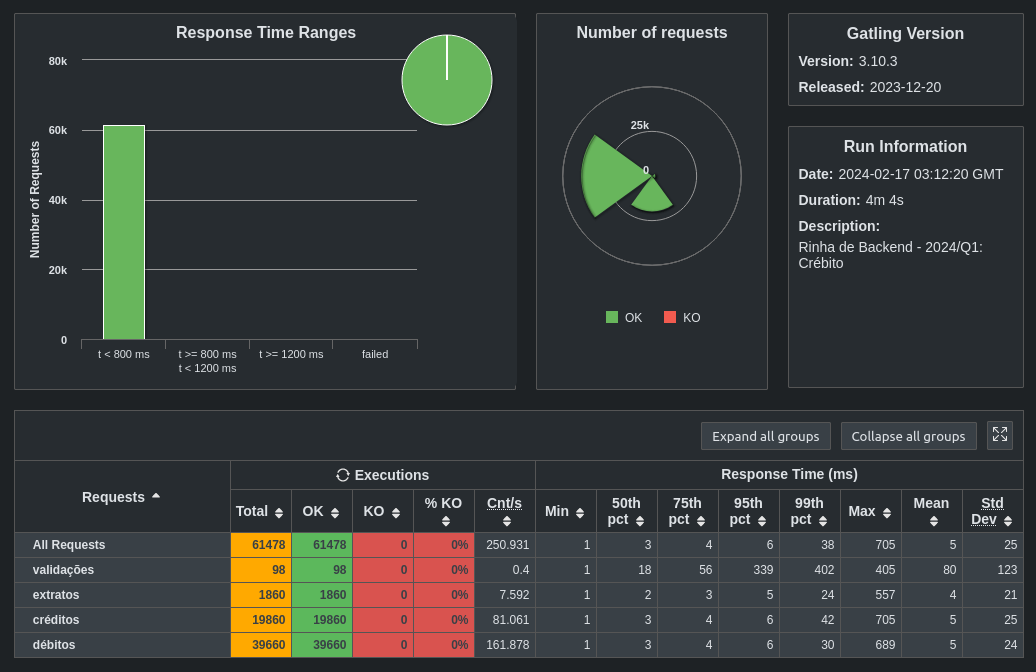 Response Time Ranges
80k
60k
40k
20k
0
Number of Requests
t < 800 ms
t >= 800 ms
t < 1200 ms
t >= 1200 ms
failed
Number of requests
25k
0
OK KO
Gatling Version
Version: 3.10.3
Released: 2023-12-20
Run Information
Date: 2024-02-17 03:12:20 GMT
Duration: 4m 4s
Description:
Rinha de Backend - 2024/Q1:
Crébito
Expand all groups Collapse all groups
Requests Executions Response Time (ms)
Total OK KO % KO Cnt/s Min 50th pct 75th pct 95th pct 99th pct Max Mean Std Dev
All Requests 61478 61478 0 0% 250.931 1 3 4 6 38 705 5 25
validações 98 98 0 0% 0.4 1 18 56 339 402 405 80 123
extratos 1860 1860 0 0% 7.592 1 2 3 5 24 557 4 21
créditos 19860 19860 0 0% 81.061 1 3 4 6 42 705 5 25
débitos 39660 39660 0 0% 161.878 1 3 4 6 30 689 5 24